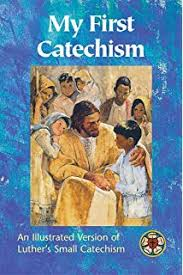 My First
Catechism
An Illustrated Version of
Luther's Small Catechism